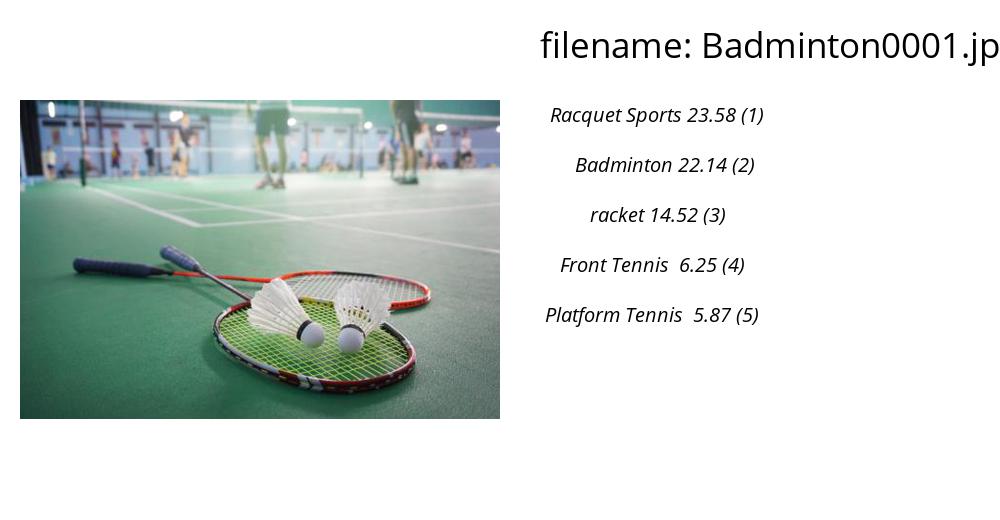 filename: Badminton0001.jp
Racquet Sports 23.58 (1)
Badminton 22.14 (2)
racket 14.52 (3)
Front Tennis 6.25 (4)
Platform Tennis 5.87 (5)